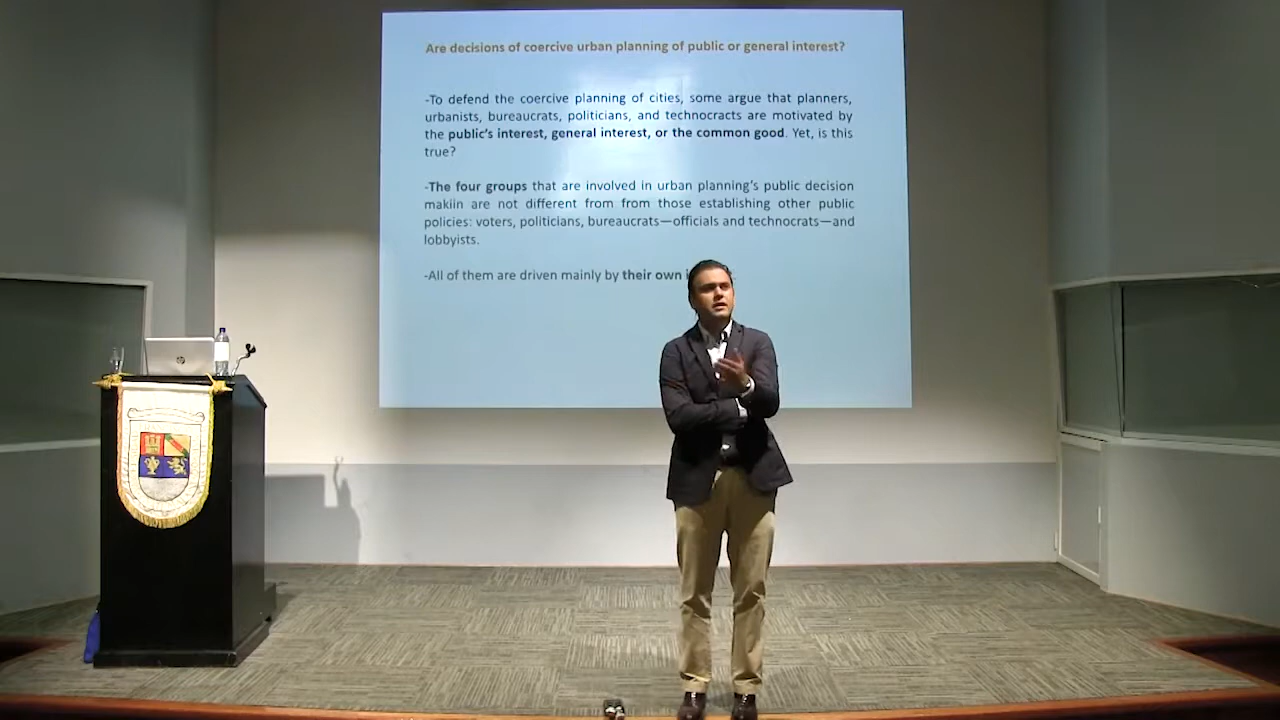 Are decisions of coercive urban planning of public or general interest?
-To defend the coercive planning of cities, some argue that planners,
urbanists, bureaucrats, politicians, and technocracts are motivated by
the public's interest, general interest, or the common good. Yet, is this
true?
-The four groups that are involved in urban planning's public decision
makiin are not different from from those establishing other public
policies: voters, politicians, bureaucrats—officials and technocrats—and
lobbyists.
-All of them are driven mainly by their own